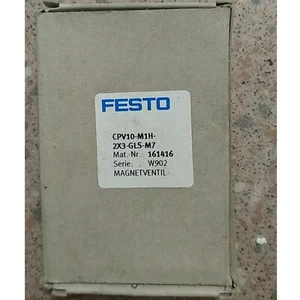 FESTO
CPV10-M1H-
2X3-GLS-M7
Mat.-Nr.: 161416
Serie: W902
MAGNETVENTIL